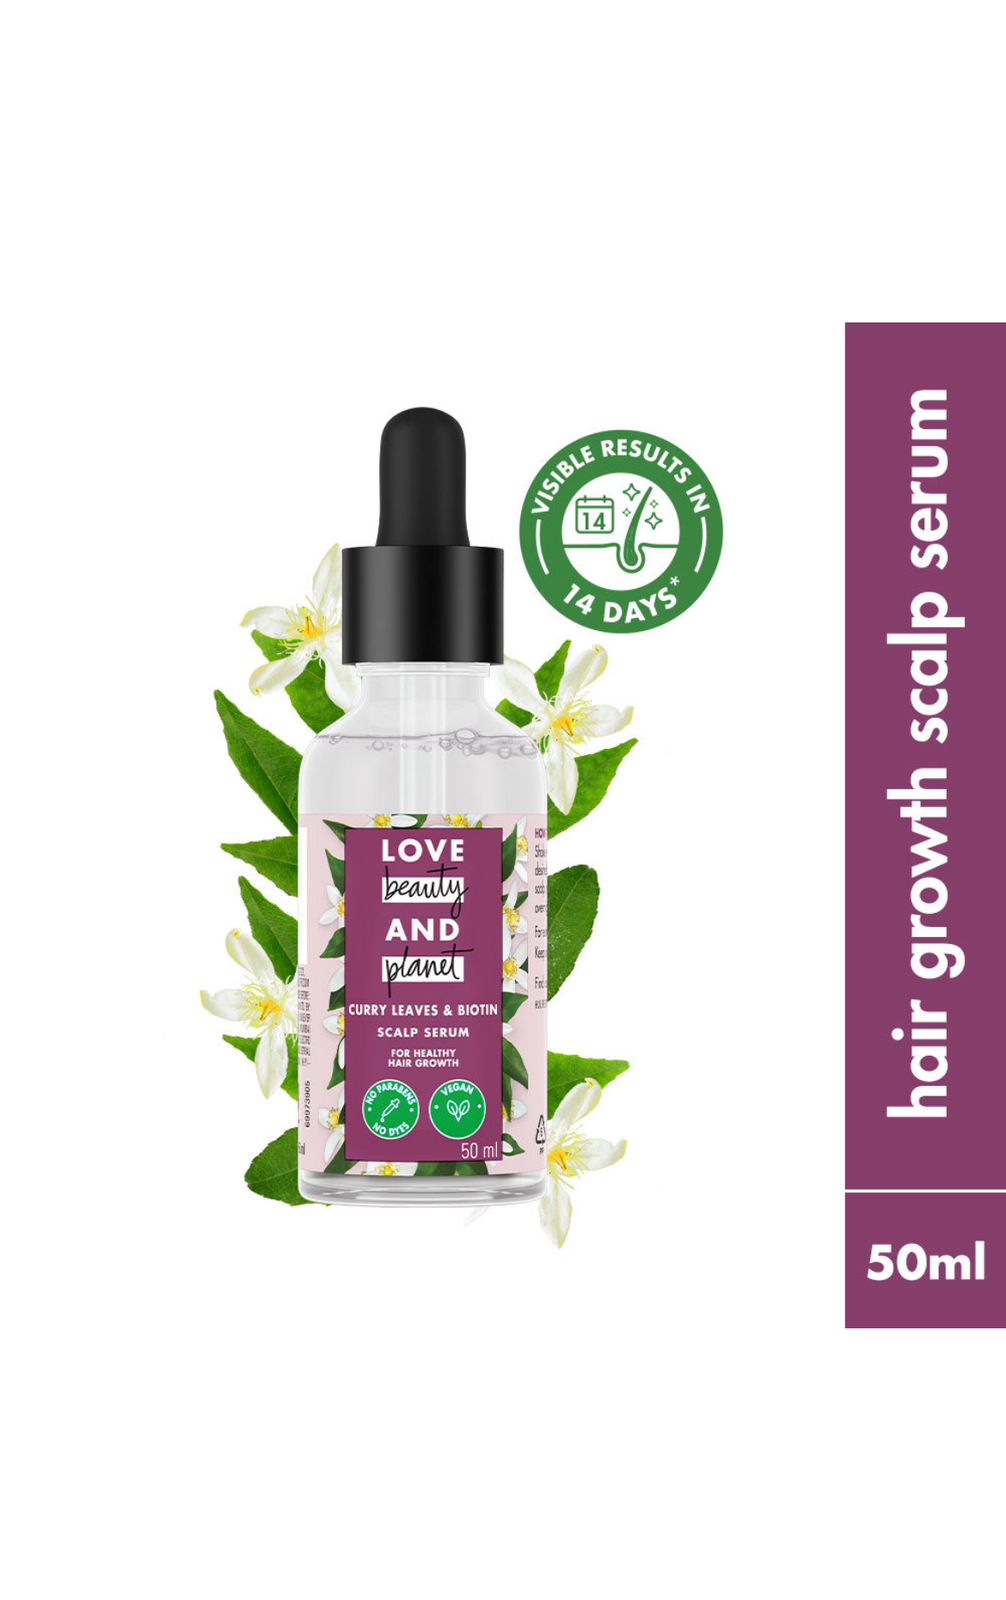 VISIBLE RESULTS IN
14
14 DAYS*
LOVE
beauty
AND
planet
CURRY LEAVES & BIOTIN
SCALP SERUM
FOR HEALTHY
HAIR GROWTH
NO PARABENS
NO DYES
VEGAN
50 ml
69973905
hair growth scalp serum
50ml